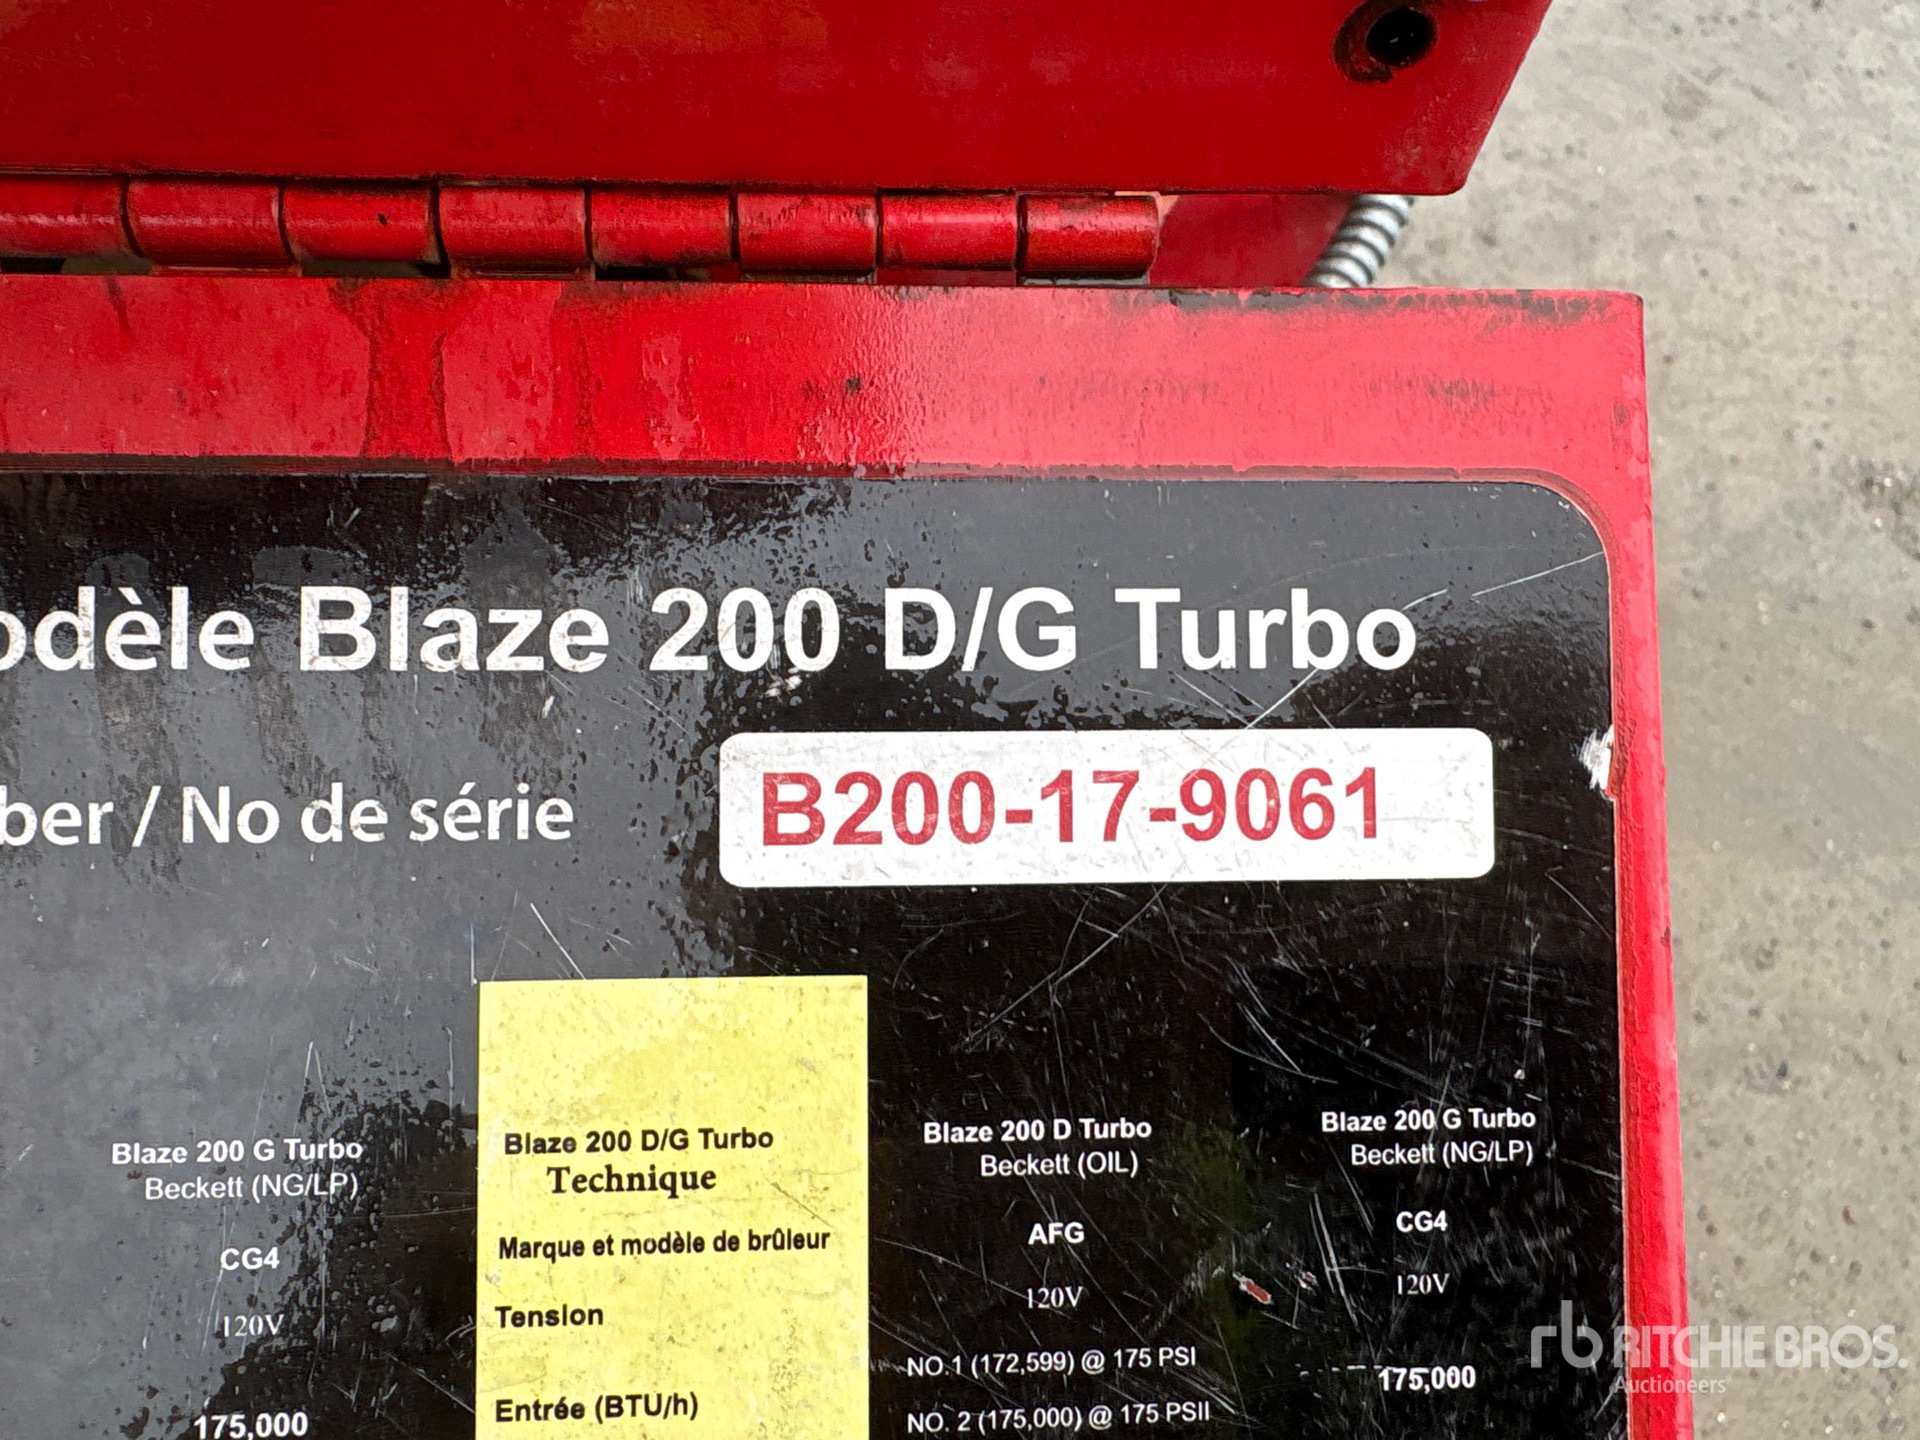 Modèle Blaze 200 D/G Turbo
ber / No de série
B200-17-9061
Blaze 200 G Turbo
Beckett (NG/LP)
CG4
120V
175,000
Blaze 200 D/G Turbo
Technique
Marque et modèle de brûleur
Tension
Entrée (BTU/h)
Blaze 200 D Turbo
Beckett (OIL)
AFG
120V
NO.1 (172,599) @ 175 PSI
NO. 2 (175,000) @ 175 PSII
Blaze 200 G Turbo
Beckett (NG/LP)
CG4
120V
175,000
rb RITCHIE BROS.
Auctioneers